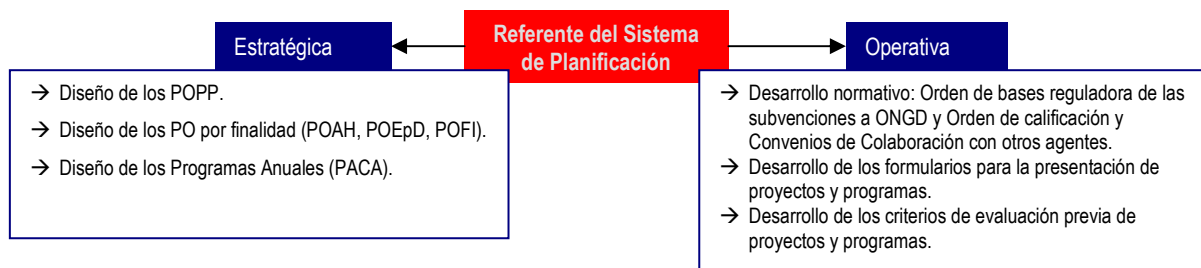 Estratégica
Referente del Sistema
de Planificación
Operativa
→ Diseño de los POPP.
→ Diseño de los PO por finalidad (POAH, POEpD, POFI).
→ Diseño de los Programas Anuales (PACA).
→ Desarrollo normativo: Orden de bases reguladora de las
subvenciones a ONGD y Orden de calificación y
Convenios de Colaboración con otros agentes.
→ Desarrollo de los formularios para la presentación de
proyectos y programas.
→ Desarrollo de los criterios de evaluación previa de
proyectos y programas.